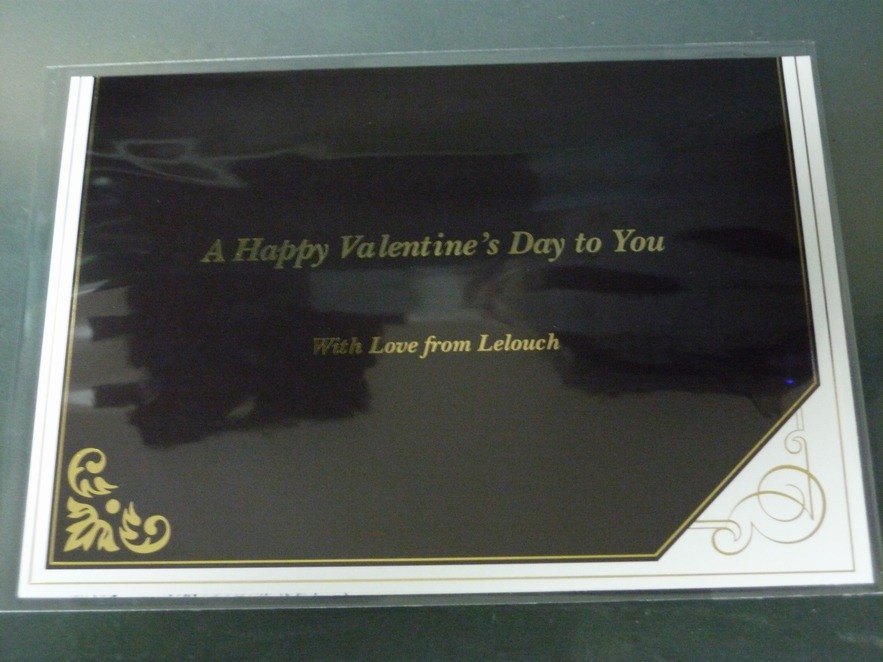 A Happy Valentine's Day to You
With Love from Lelouch